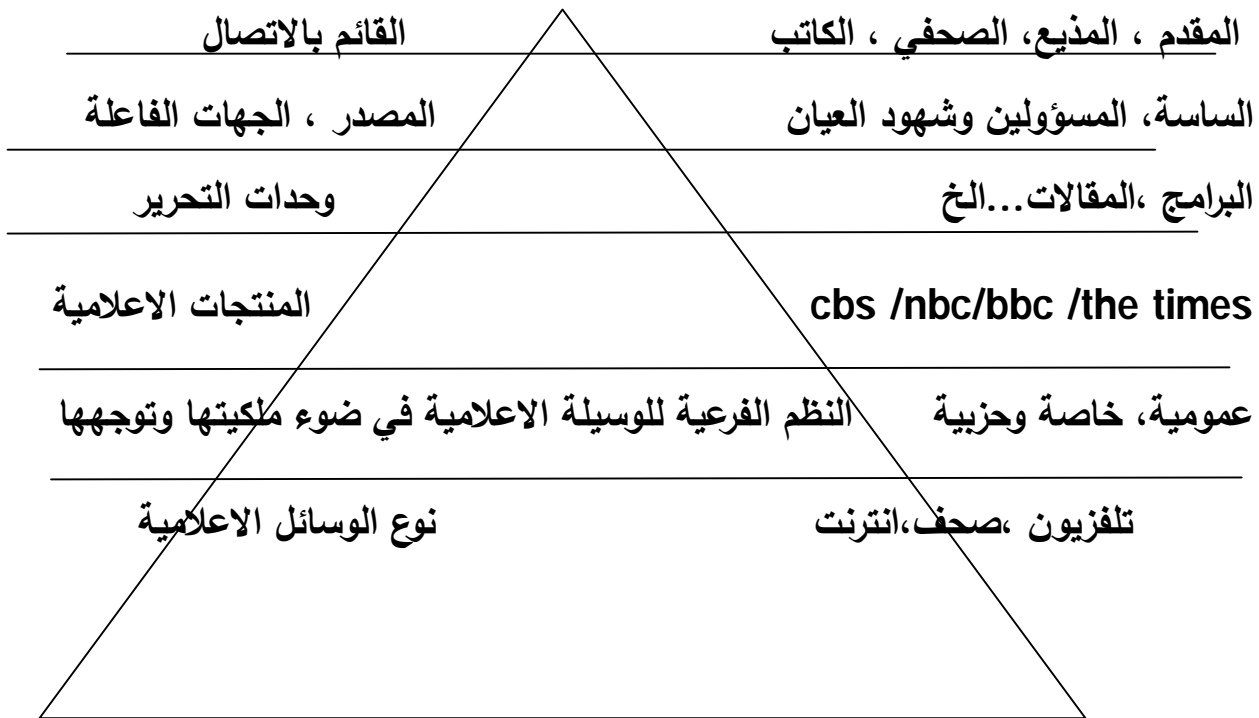 المقدم ، المذيع، الصحفي ، الكاتب القائم بالاتصال
الساسة، المسؤولين وشهود العيان المصدر ، الجهات الفاعلة
البرامج ،المقالات...الخ وحدات التحرير
cbs /nbc/bbc /the times المنتجات الاعلامية
عمومية، خاصة وحزبية النظم الفرعية للوسيلة الاعلامية في ضوء ملكيتها وتوجهها
تلفزيون ،صحف،انترنت نوع الوسائل الاعلامية